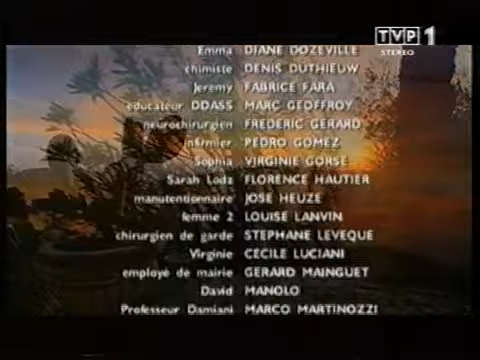 TVP 1
STEREO
Emma DIANE DOZEVILLE
chimiste DENIS DUTHIEUW
Jeremy FABRICE FARA
éducateur DDASS MARC GEOFFROY
neurochirurgien FREDERIC GERARD
infirmier PEDRO GOMEZ
Sophia VIRGINIE GORSE
Sarah Lodz FLORENCE HAUTIER
manutentionnaire JOSE HEUZE
femme 2 LOUISE LANVIN
chirurgien de garde STEPHANE LEVEQUE
Virginie CECILE LUCIANI
employé de mairie GERARD MAINGUET
David MANOLO
Professeur Damiani MARCO MARTINOZZI